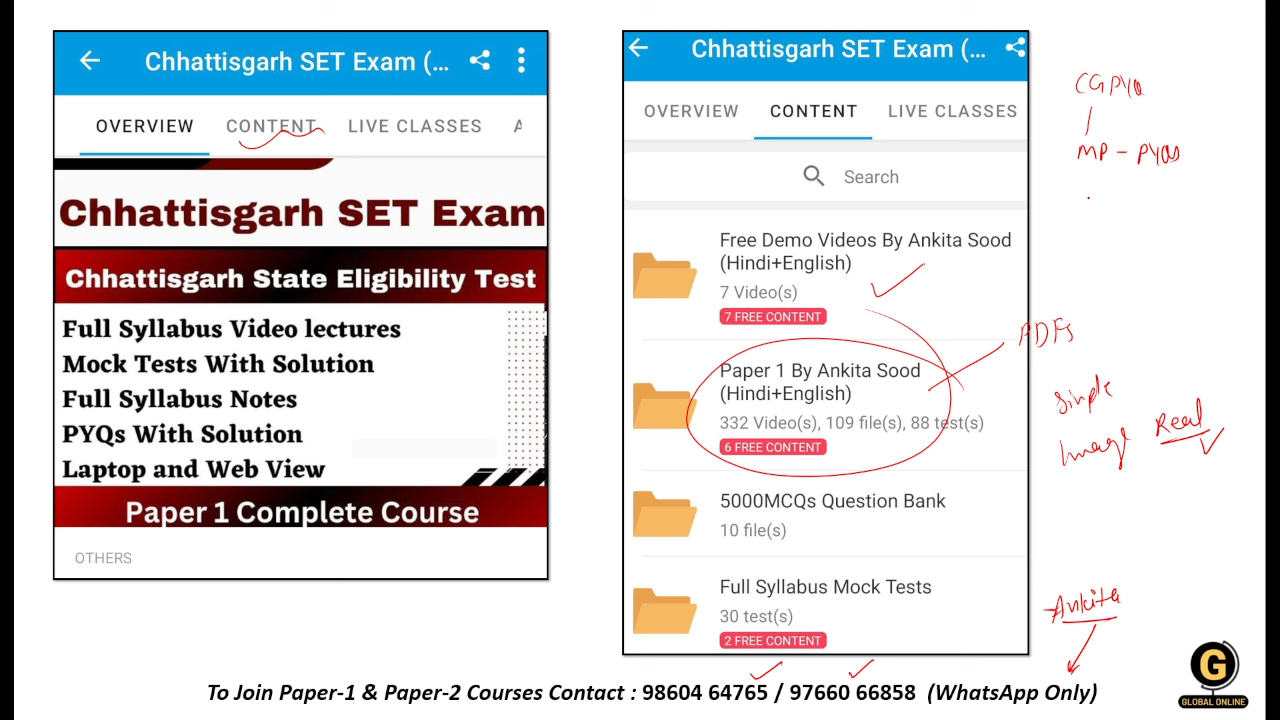 Chhattisgarh SET Exam (...
OVERVIEW CONTENT LIVE CLASSES A
Chhattisgarh SET Exam
Chhattisgarh State Eligibility Test
Full Syllabus Video lectures
Mock Tests With Solution
Full Syllabus Notes
PYQs With Solution
Laptop and Web View
Paper 1 Complete Course
OTHERS
Chhattisgarh SET Exam (...
OVERVIEW CONTENT LIVE CLASSES
Search
Free Demo Videos By Ankita Sood
(Hindi+English)
7 Video(s)
7 FREE CONTENT
Paper 1 By Ankita Sood
(Hindi+English)
332 Video(s), 109 file(s), 88 test(s)
6 FREE CONTENT
5000MCQs Question Bank
10 file(s)
Full Syllabus Mock Tests
30 test(s)
2 FREE CONTENT
CG PYQ
MP - PYQs
PDFs
Simple
Image Real
Ankita
To Join Paper-1 & Paper-2 Courses Contact : 98604 64765 / 97660 66858 (WhatsApp Only)
G
GLOBAL ONLINE